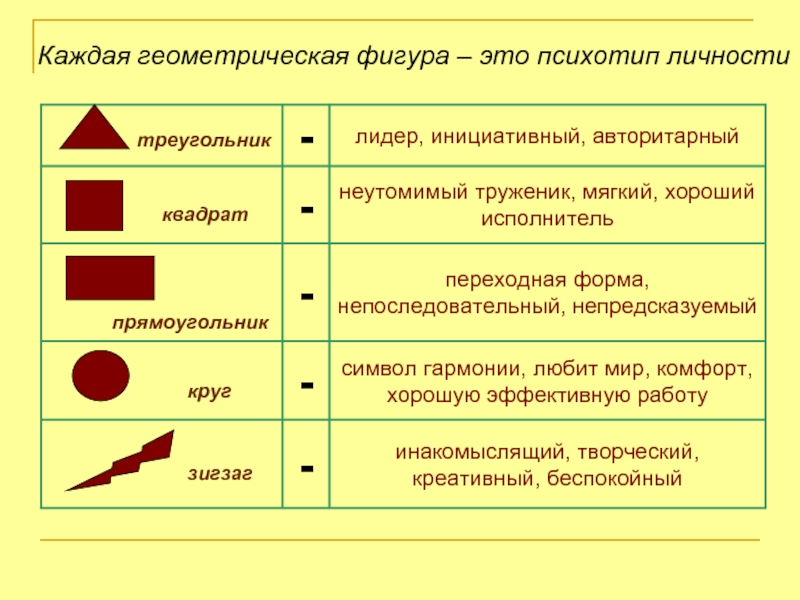 Каждая геометрическая фигура – это психотип личности
треугольник - лидер, инициативный, авторитарный
квадрат - неутомимый труженик, мягкий, хороший
исполнитель
прямоугольник - переходная форма,
непоследовательный, непредсказуемый
круг - символ гармонии, любит мир, комфорт,
хорошую эффективную работу
зигзаг - инакомыслящий, творческий,
креативный, беспокойный